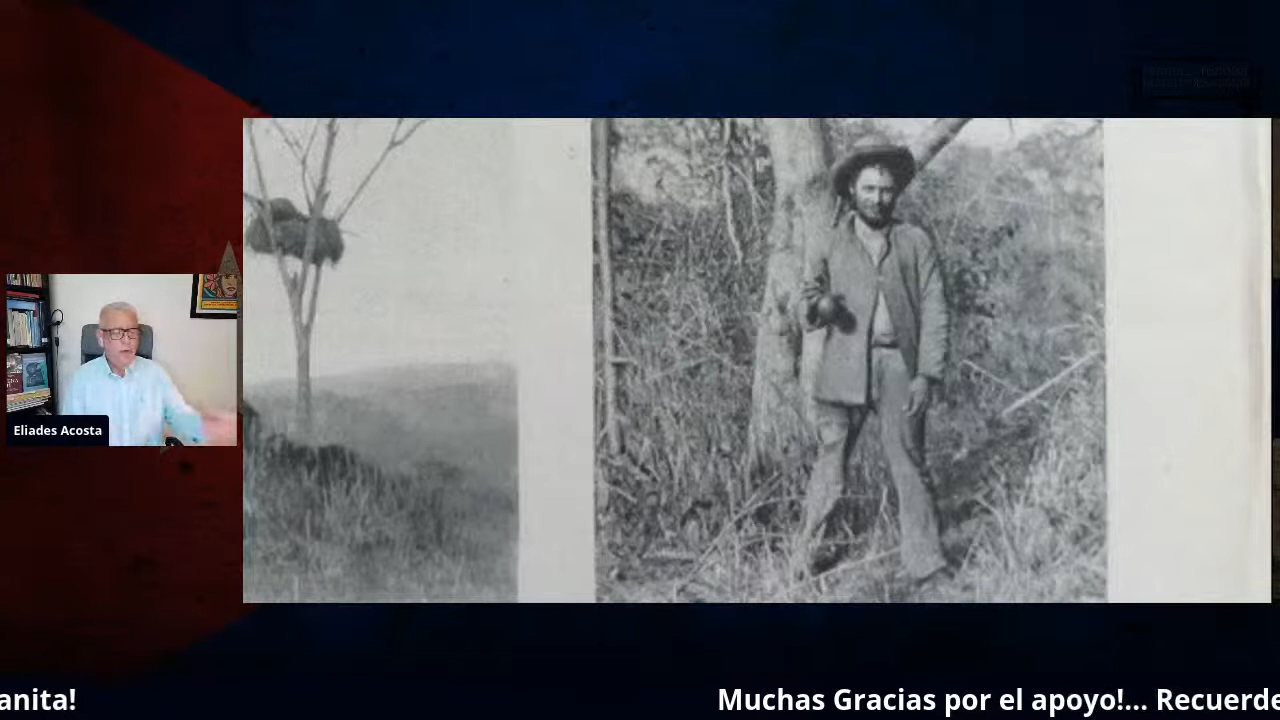 Eliades Acosta
anita!
Muchas Gracias por el apoyo!... Recuerde